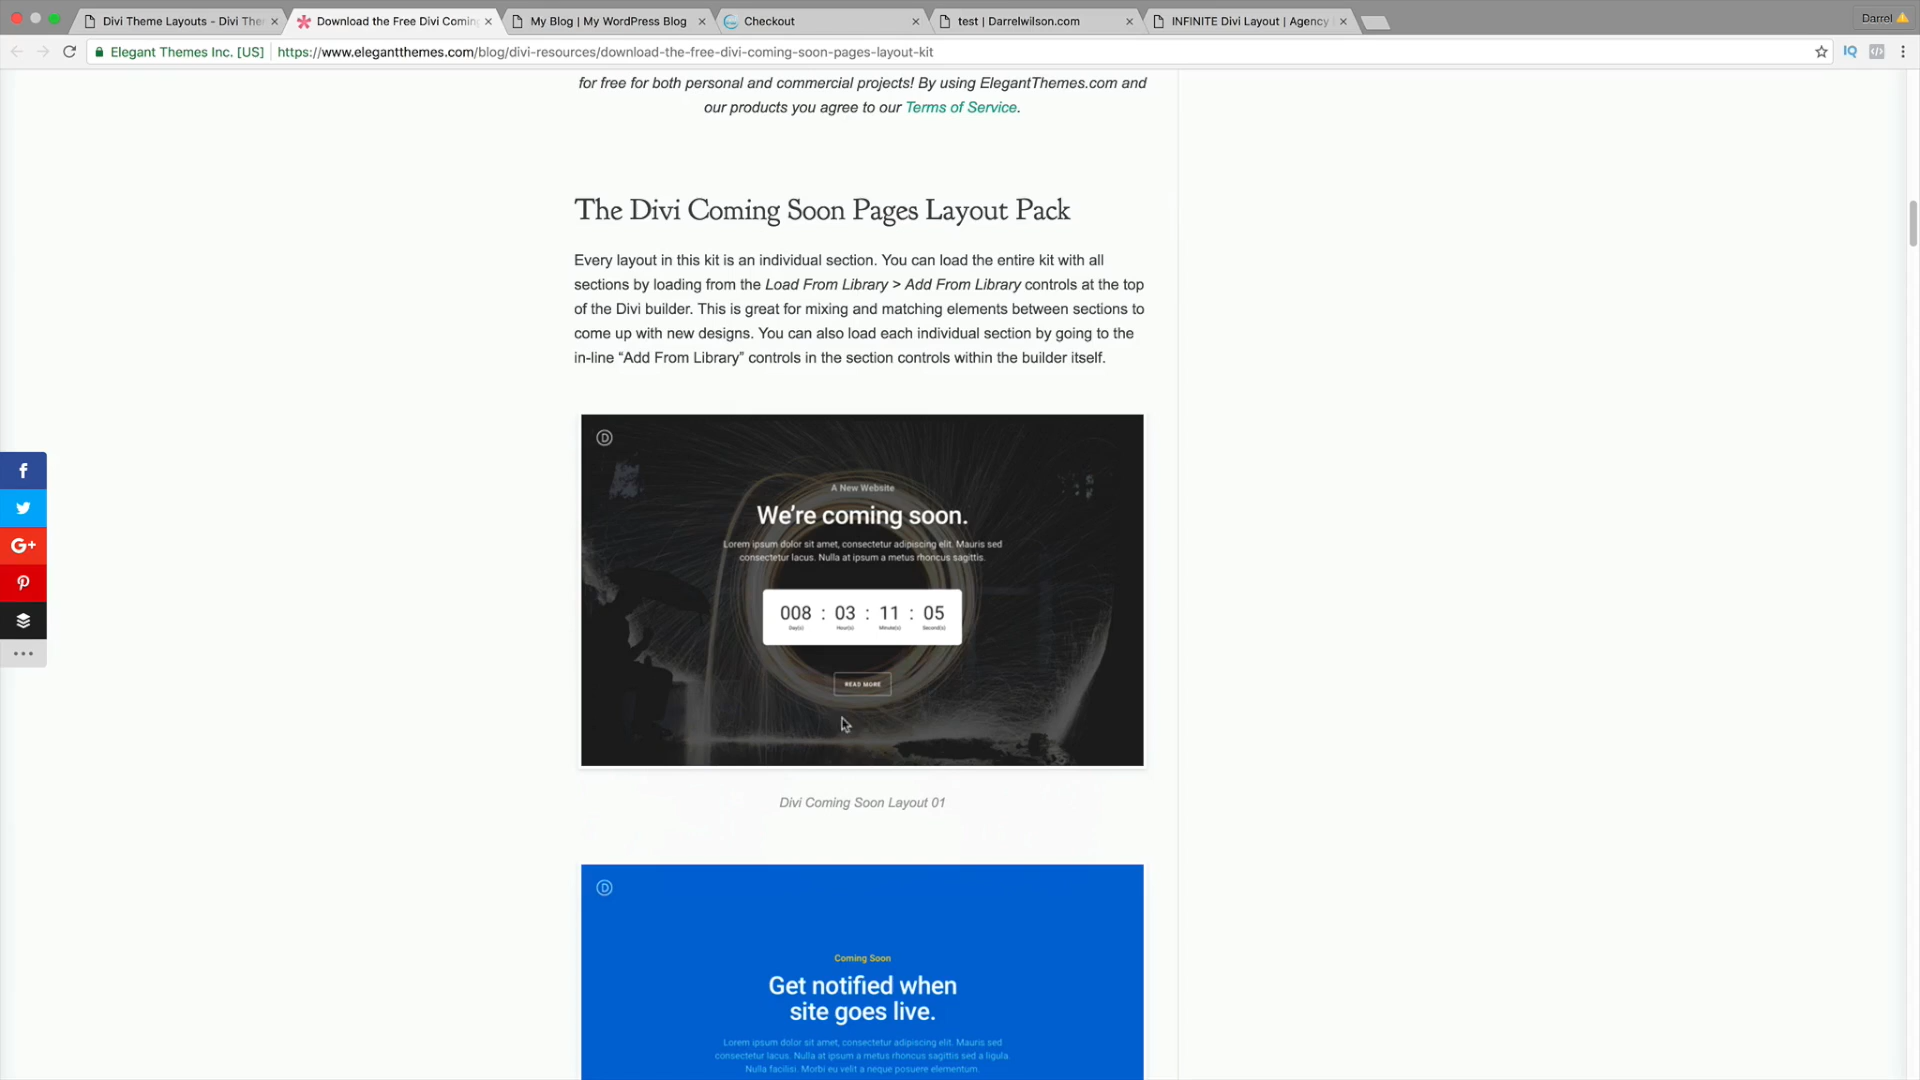 Divi Theme Layouts - Divi The
Download the Free Divi Coming
My Blog | My WordPress Blog
Checkout
test | Darrelwilson.com
INFINITE Divi Layout | Agency
Darrel
Elegant Themes Inc. [US]
https://www.elegantthemes.com/blog/divi-resources/download-the-free-divi-coming-soon-pages-layout-kit
IQ
for free for both personal and commercial projects! By using ElegantThemes.com and
our products you agree to our Terms of Service.
The Divi Coming Soon Pages Layout Pack
Every layout in this kit is an individual section. You can load the entire kit with all
sections by loading from the Load From Library > Add From Library controls at the top
of the Divi builder. This is great for mixing and matching elements between sections to
come up with new designs. You can also load each individual section by going to the
in-line “Add From Library” controls in the section controls within the builder itself.
D
A New Website
We’re coming soon.
Lorem ipsum dolor sit amet, consectetur adipiscing elit. Mauris sed
consectetur lacus. Nulla at ipsum a metus rhoncus sagittis.
008 : 03 : 11 : 05
Day(s) Hour(s) Minute(s) Second(s)
READ MORE
f
G+
Divi Coming Soon Layout 01
D
Coming Soon
Get notified when
site goes live.
Lorem ipsum dolor sit amet, consectetur adipiscing elit. Mauris sed
consectetur lacus. Nulla at ipsum a metus rhoncus sagittis sed a ligula.
Nulla facilisi. Morbi eu velit a neque posuere elementum.